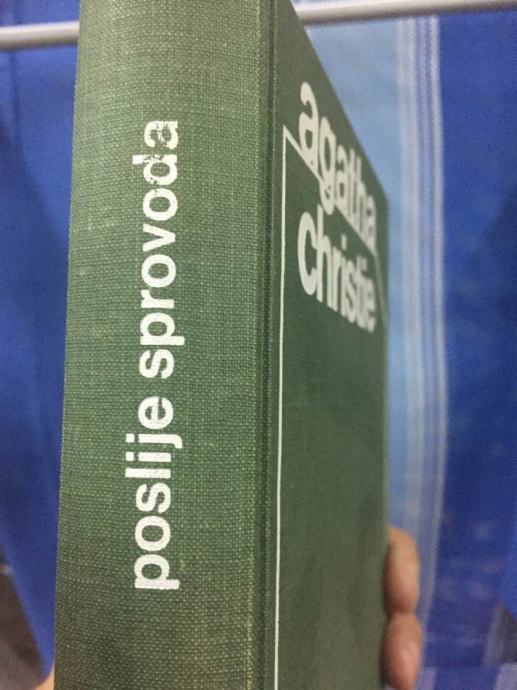 poslije sprovoda
agatha
christie